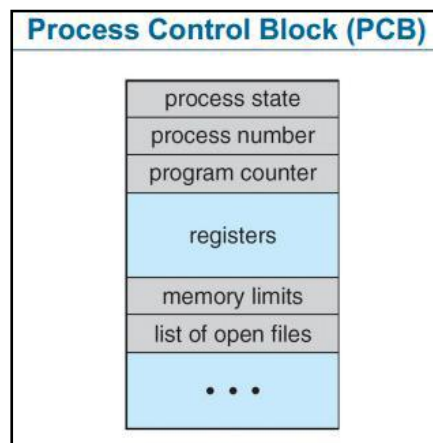 Process Control Block (PCB)
process state
process number
program counter
registers
memory limits
list of open files
• • •